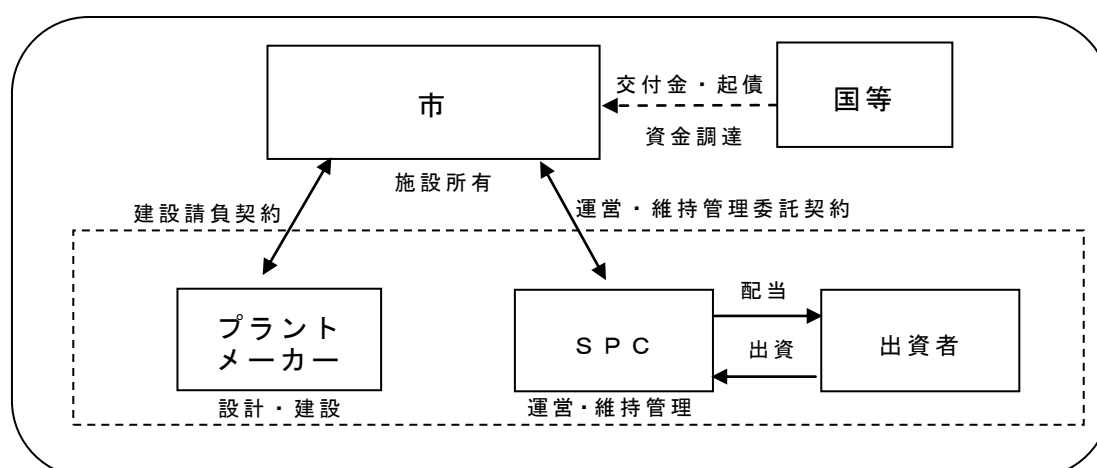 市
交付金・起債
資金調達
国等
施設所有
建設請負契約
運営・維持管理委託契約
プラント
メーカー
設計・建設
ＳＰＣ
運営・維持管理
配当
出資
出資者